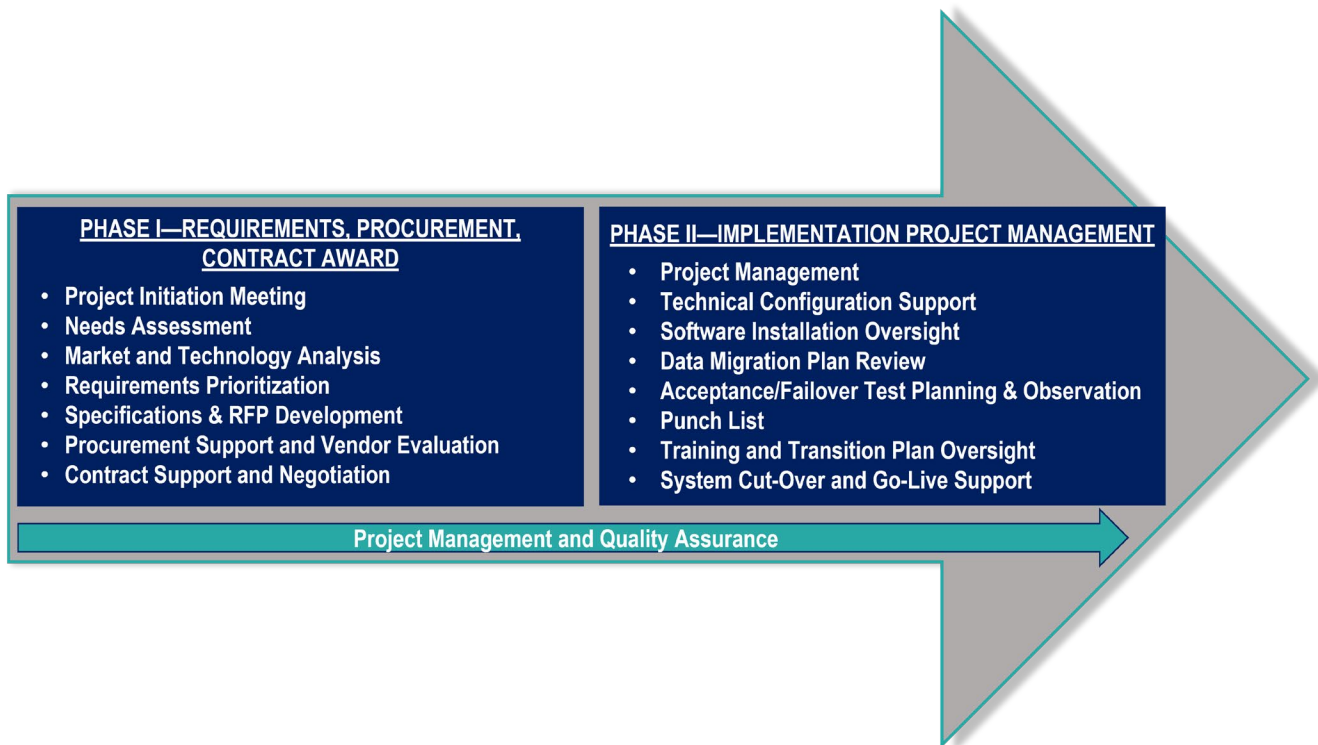 PHASE I—REQUIREMENTS, PROCUREMENT,
CONTRACT AWARD
• Project Initiation Meeting
• Needs Assessment
• Market and Technology Analysis
• Requirements Prioritization
• Specifications & RFP Development
• Procurement Support and Vendor Evaluation
• Contract Support and Negotiation
PHASE II—IMPLEMENTATION PROJECT MANAGEMENT
• Project Management
• Technical Configuration Support
• Software Installation Oversight
• Data Migration Plan Review
• Acceptance/Failover Test Planning & Observation
• Punch List
• Training and Transition Plan Oversight
• System Cut-Over and Go-Live Support
Project Management and Quality Assurance